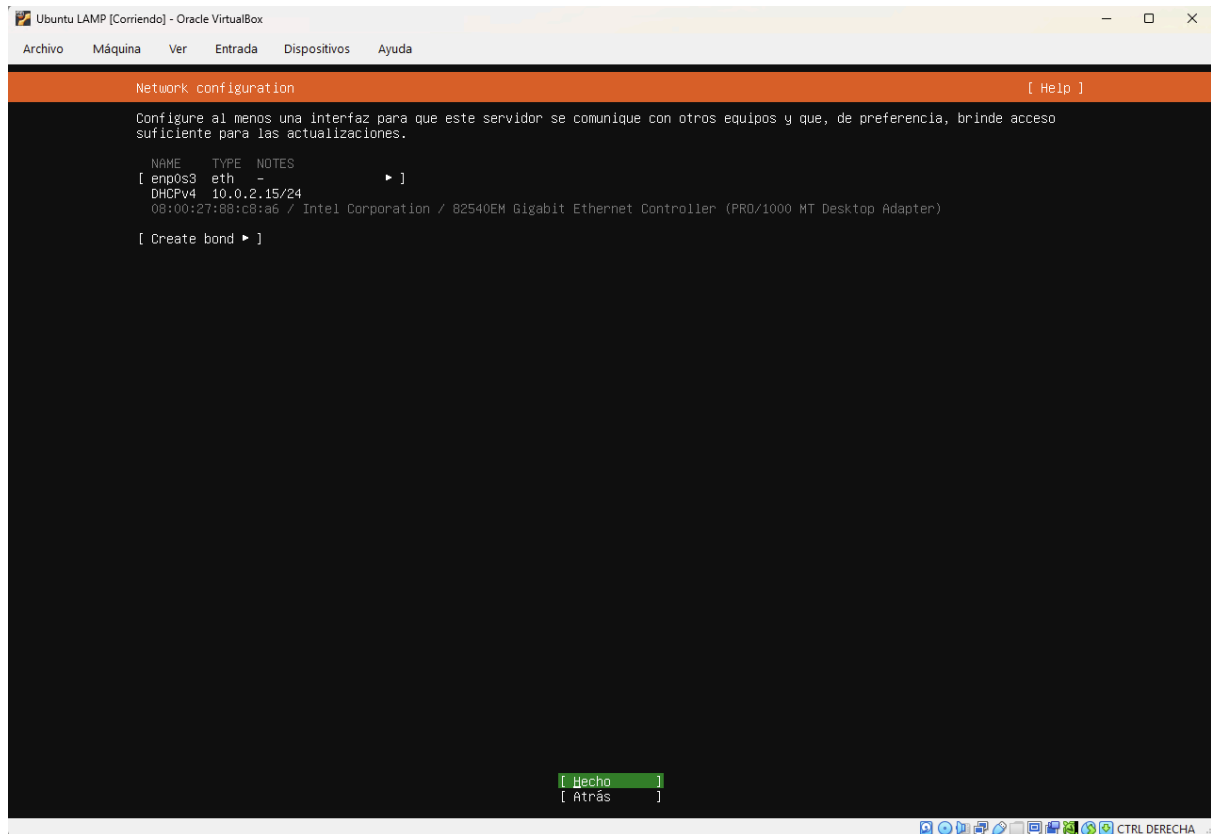 Ubuntu LAMP [Corriendo] - Oracle VirtualBox
Archivo Máquina Ver Entrada Dispositivos Ayuda
Network configuration [ Help ]
Configure al menos una interfaz para que este servidor se comunique con otros equipos y que, de preferencia, brinde acceso
suficiente para las actualizaciones.
NAME TYPE NOTES
[ enp0s3 eth - ▸ ]
DHCPv4 10.0.2.15/24
08:00:27:88:c8:a6 / Intel Corporation / 82540EM Gigabit Ethernet Controller (PRO/1000 MT Desktop Adapter)
[ Create bond ▸ ]
[ Hecho ]
[ Atrás ]
CTRL DERECHA